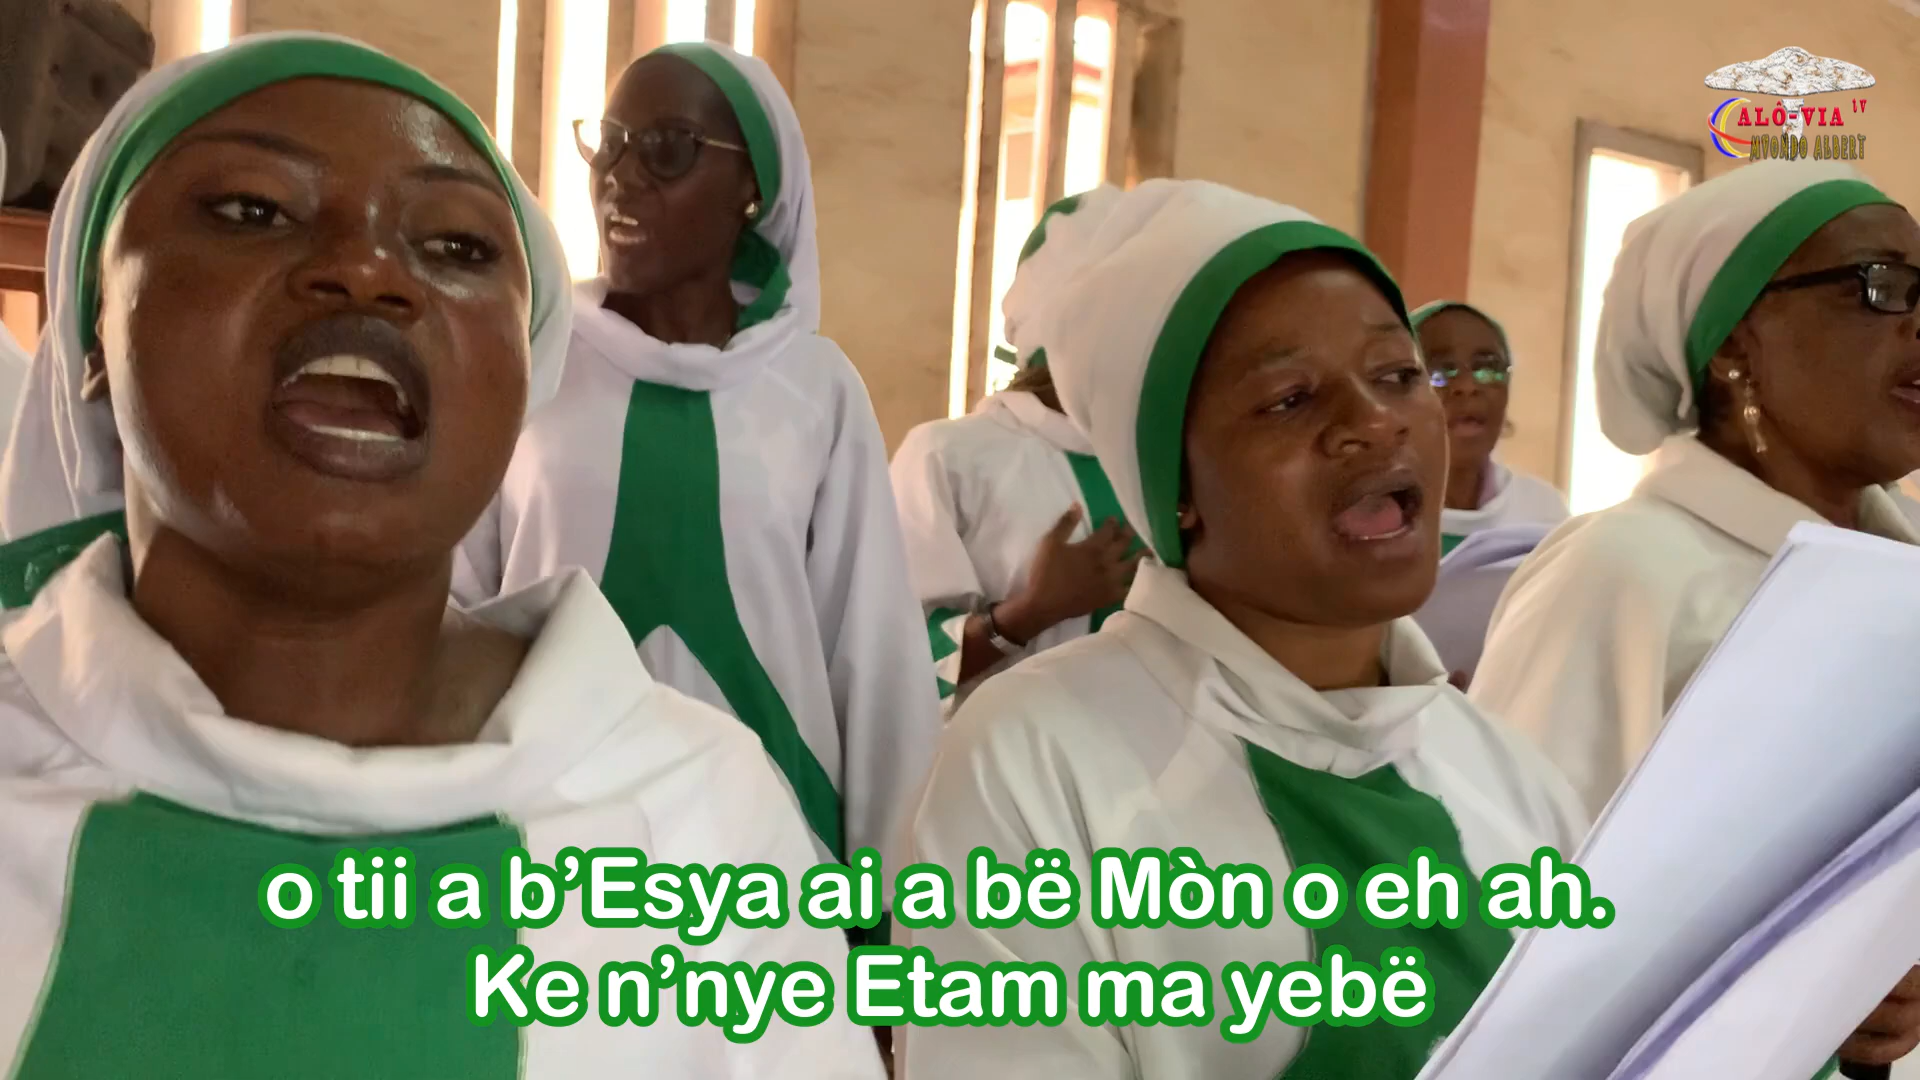 ALÔ-VIA TV
MVONDO ALBERT
o tii a b’Esya ai a bë Mòn o eh ah.
Ke n’nye Etam ma yebë